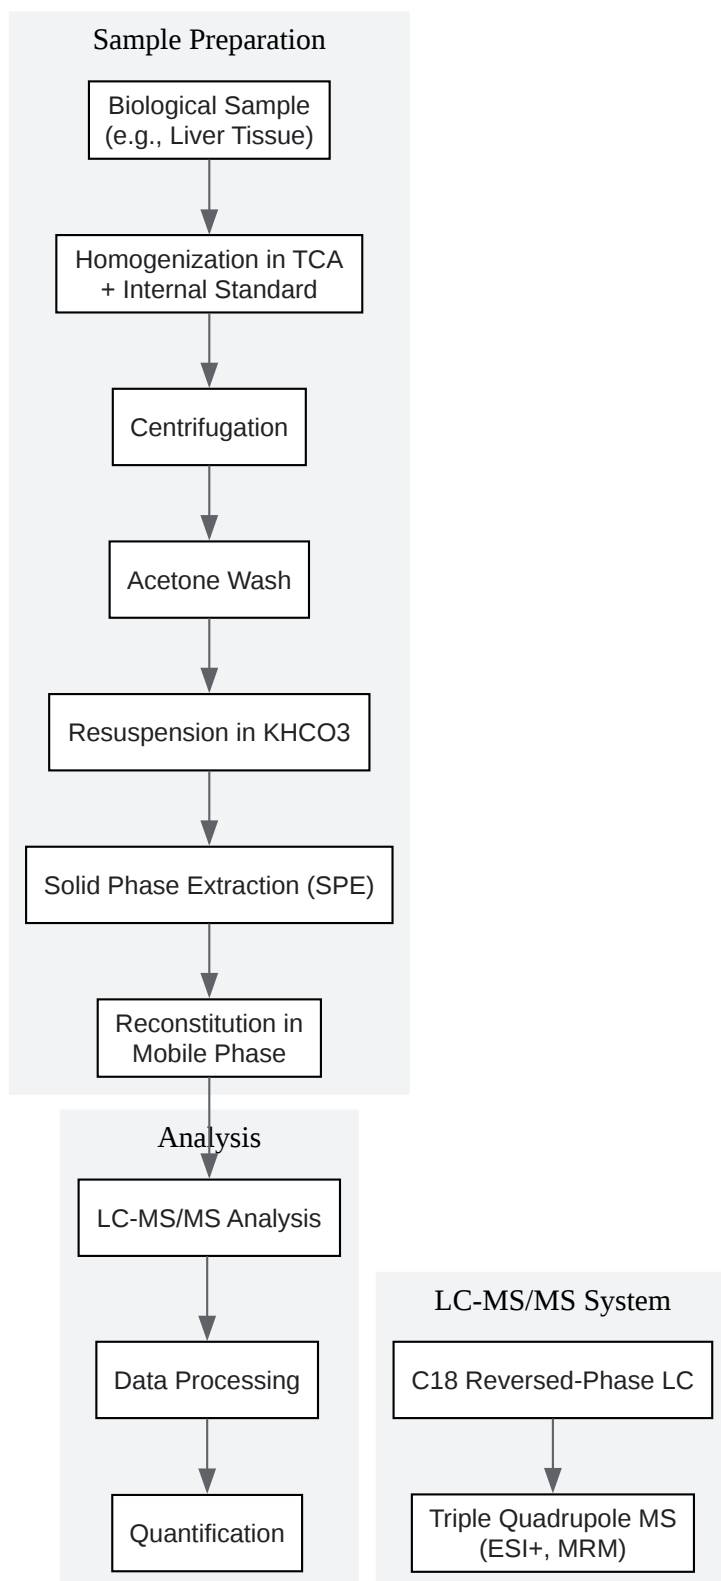 Sample Preparation
Biological Sample
(e.g., Liver Tissue)
Homogenization in TCA
+ Internal Standard
Centrifugation
Acetone Wash
Resuspension in KHCO3
Solid Phase Extraction (SPE)
Reconstitution in
Mobile Phase
Analysis
LC-MS/MS Analysis
Data Processing
Quantification
LC-MS/MS System
C18 Reversed-Phase LC
Triple Quadrupole MS
(ESI+, MRM)